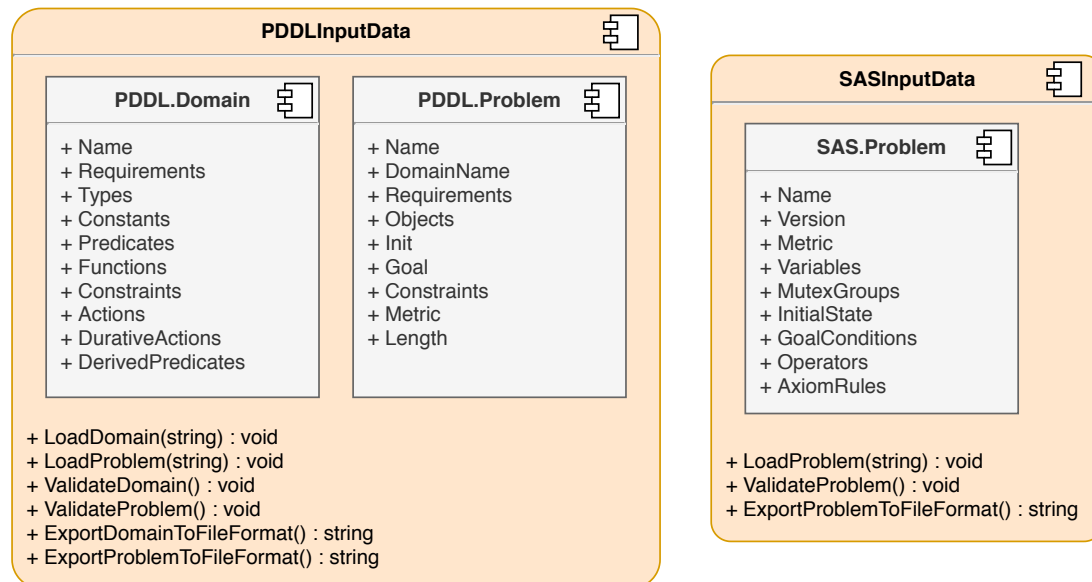 PDDLInputData
PDDL.Domain
+ Name
+ Requirements
+ Types
+ Constants
+ Predicates
+ Functions
+ Constraints
+ Actions
+ DurativeActions
+ DerivedPredicates
PDDL.Problem
+ Name
+ DomainName
+ Requirements
+ Objects
+ Init
+ Goal
+ Constraints
+ Metric
+ Length
+ LoadDomain(string) : void
+ LoadProblem(string) : void
+ ValidateDomain() : void
+ ValidateProblem() : void
+ ExportDomainToFileFormat() : string
+ ExportProblemToFileFormat() : string
SASInputData
SAS.Problem
+ Name
+ Version
+ Metric
+ Variables
+ MutexGroups
+ InitialState
+ GoalConditions
+ Operators
+ AxiomRules
+ LoadProblem(string) : void
+ ValidateProblem() : void
+ ExportProblemToFileFormat() : string